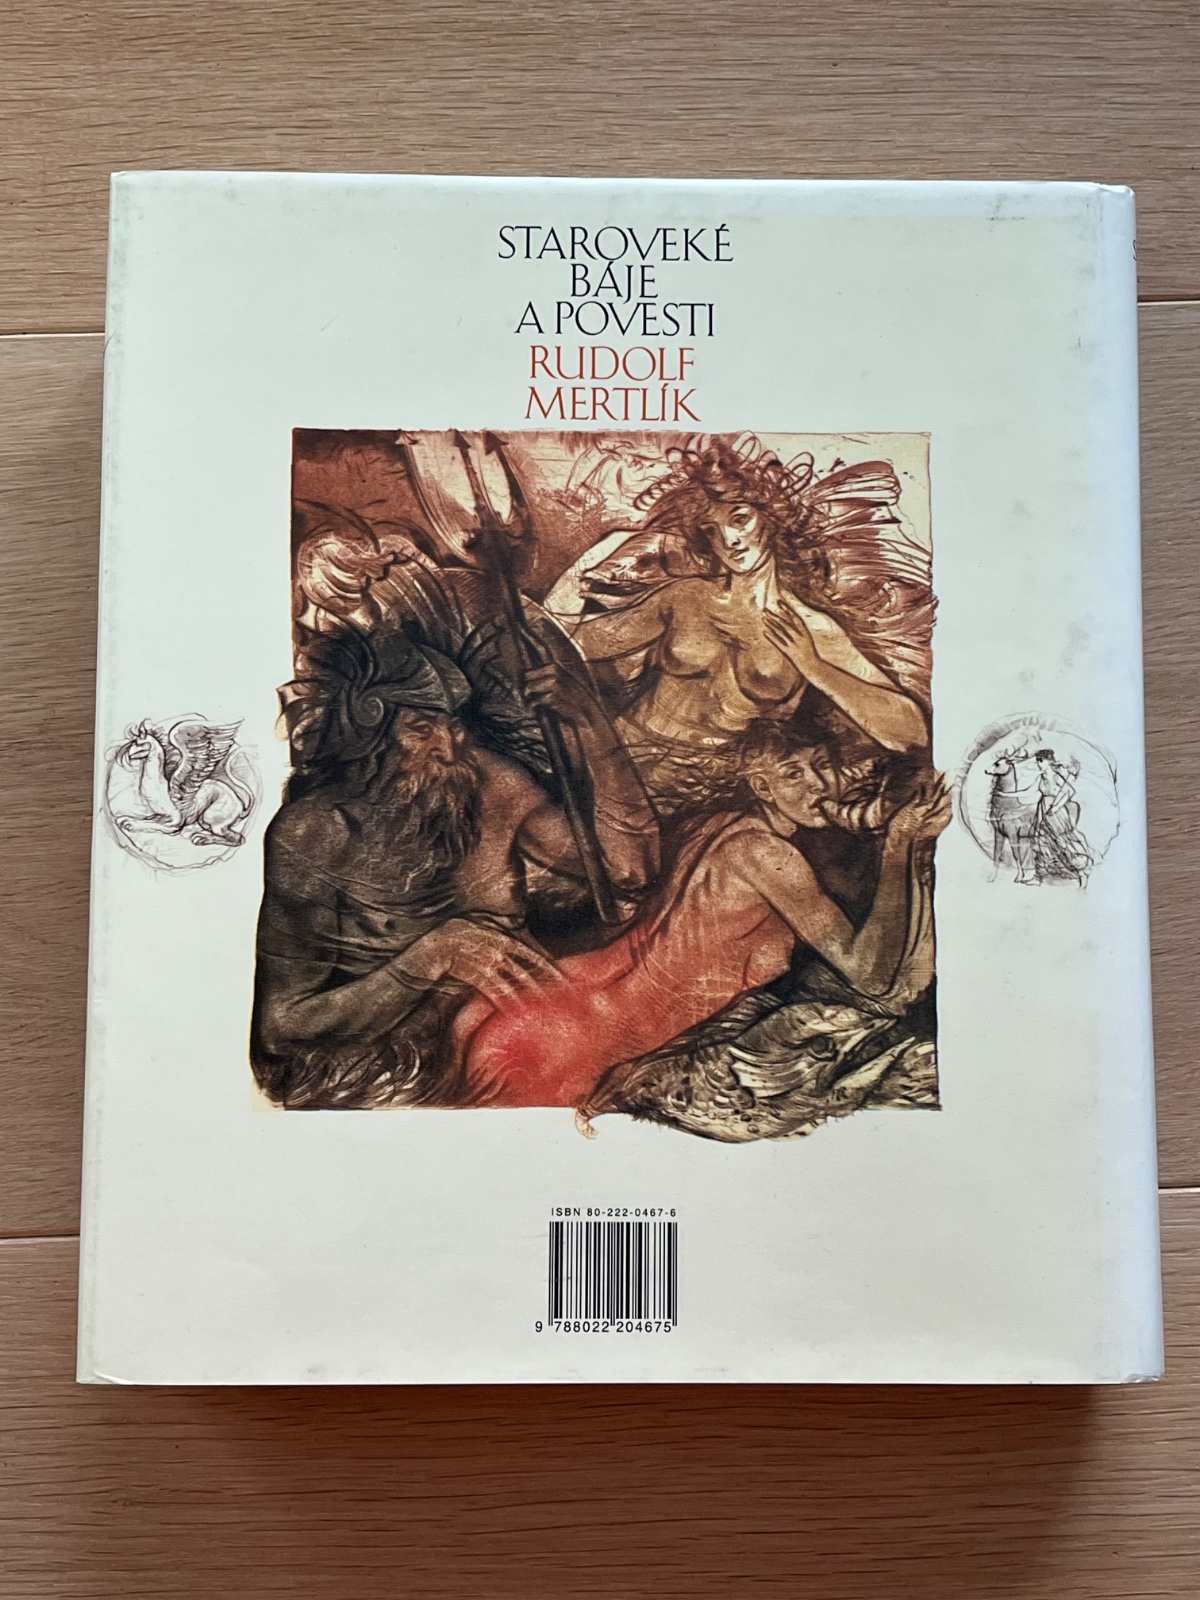 STAROVEKÉ
BÁJE
A POVESTI
RUDOLF
MERTLÍK
ISBN 80-222-0467-6
9 788022 204675